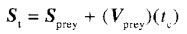 S_t = S_prey + (V_prey)(t_c)